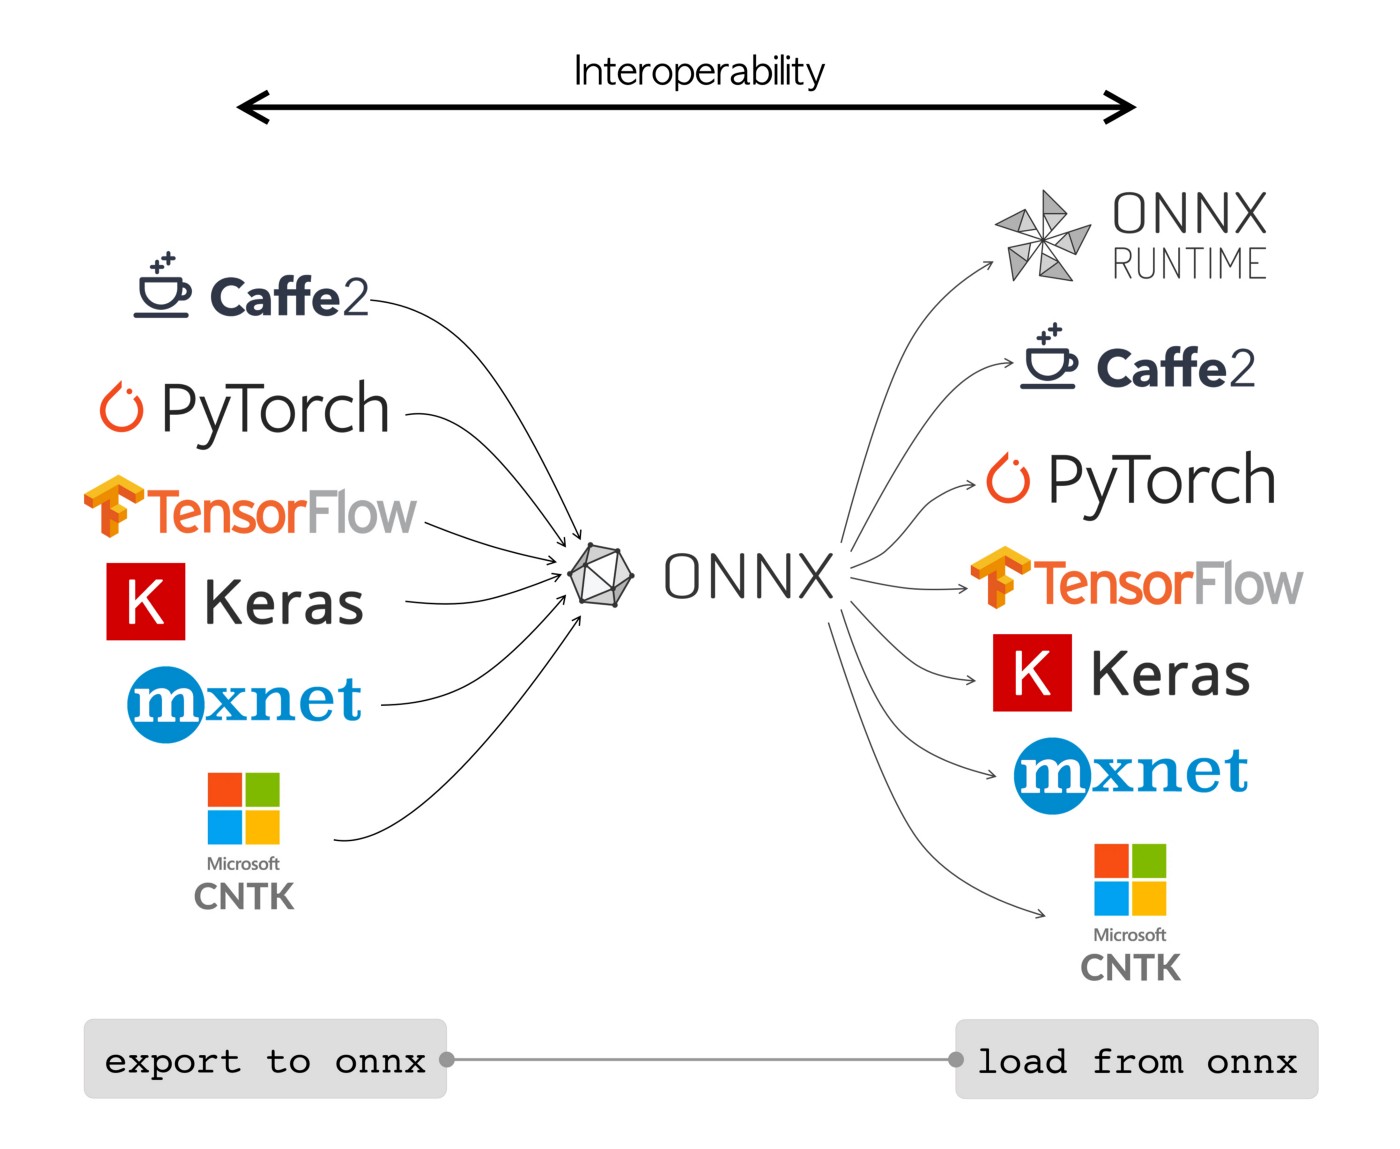 Interoperability
Caffe2
PyTorch
TensorFlow
K Keras
mxnet
Microsoft
CNTK
ONNX
ONNX
RUNTIME
Caffe2
PyTorch
TensorFlow
K Keras
mxnet
Microsoft
CNTK
export to onnx
load from onnx